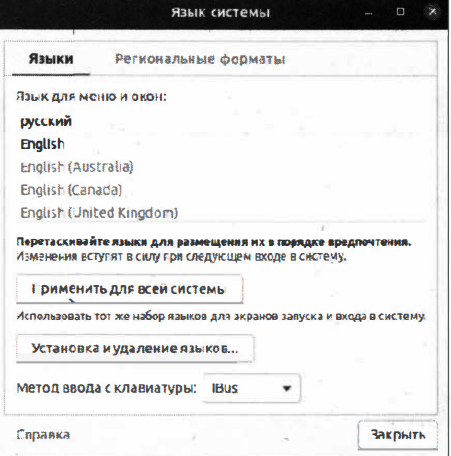 Язык системы
Языки
Региональные форматы
Язык для меню и окон:
русский
English
English (Australia)
English (Canada)
English (United Kingdom)
Перетаскивайте языки для размещения их в порядке предпочтения.
Изменения вступят в силу при следующем входе в систему.
Применить для всей системы
Использовать тот же набор языков для экранов запуска и входа в систему.
Установка и удаление языков...
Метод ввода с клавиатуры: IBus
Справка
Закрыть